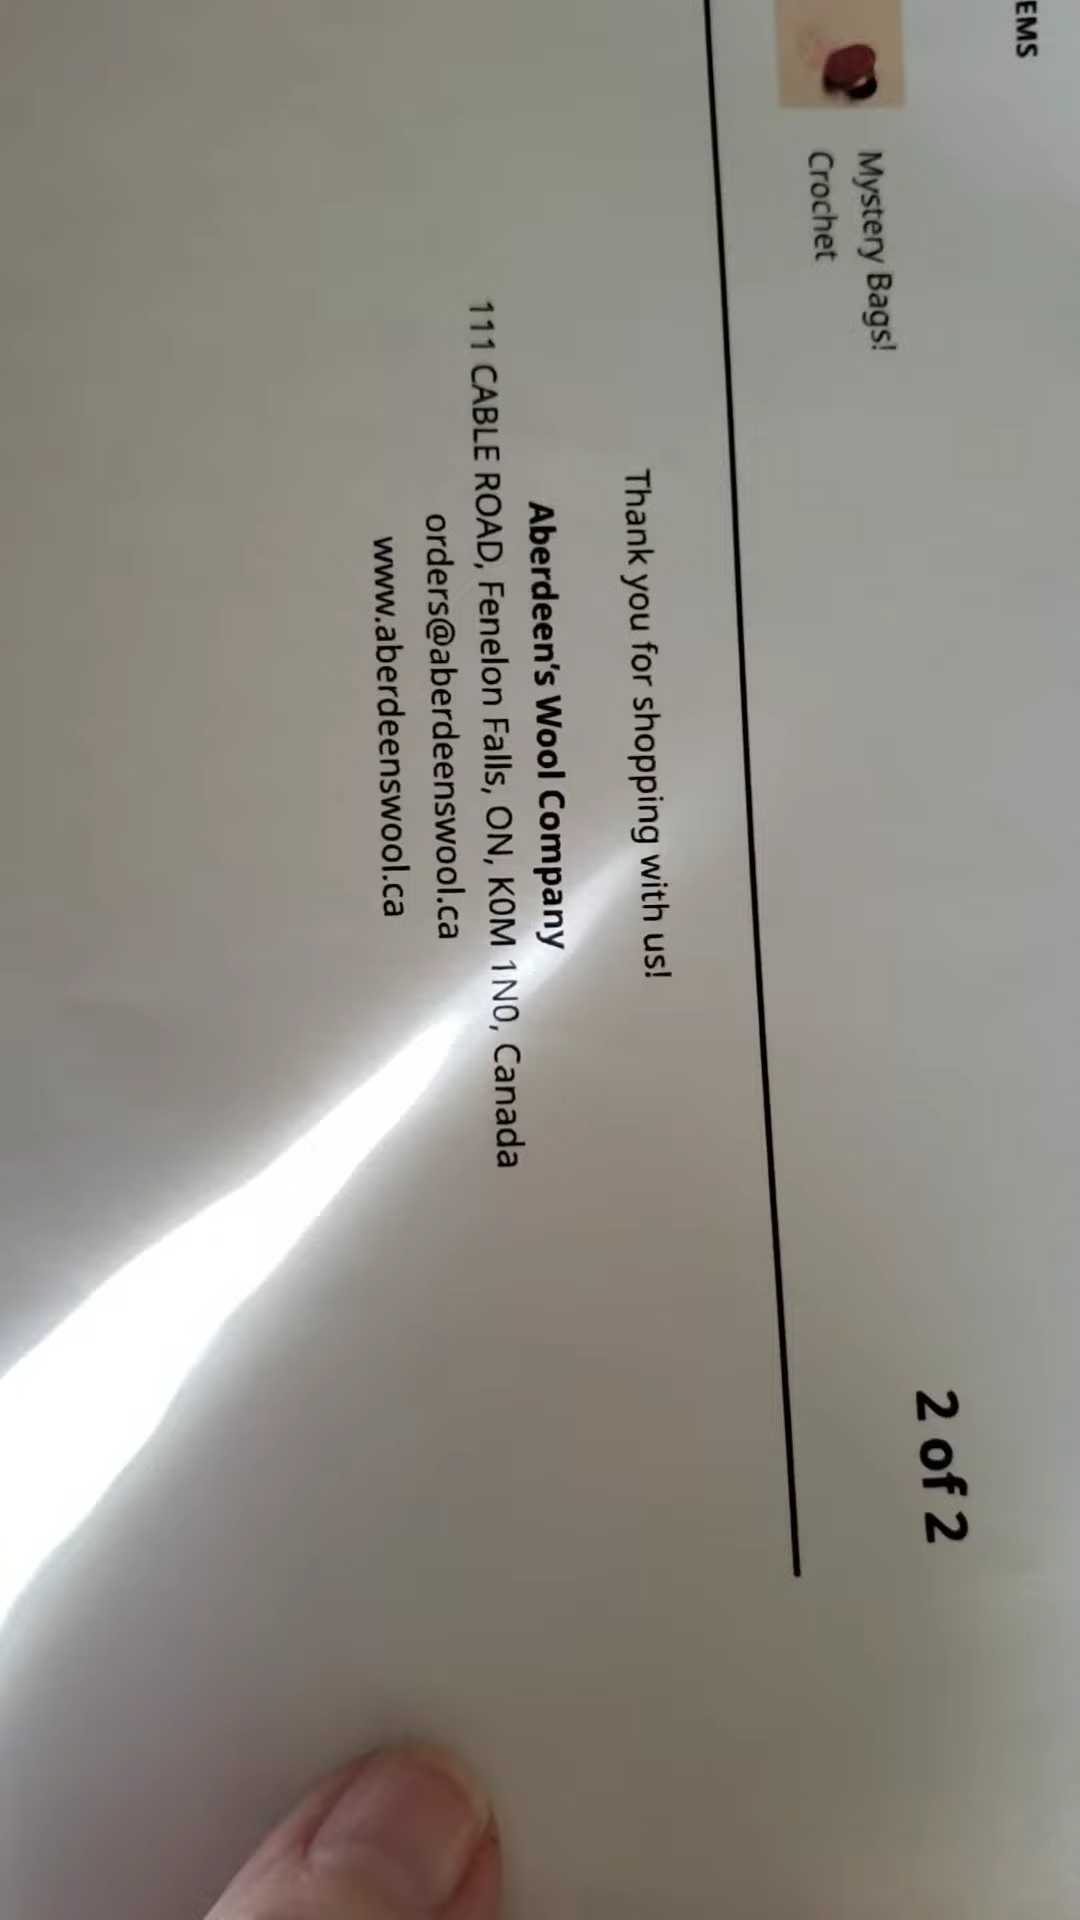 EMS
Mystery Bags!
Crochet
2 of 2
Thank you for shopping with us!
Aberdeen's Wool Company
111 CABLE ROAD, Fenelon Falls, ON, K0M 1N0, Canada
orders@aberdeenswool.ca
www.aberdeenswool.ca